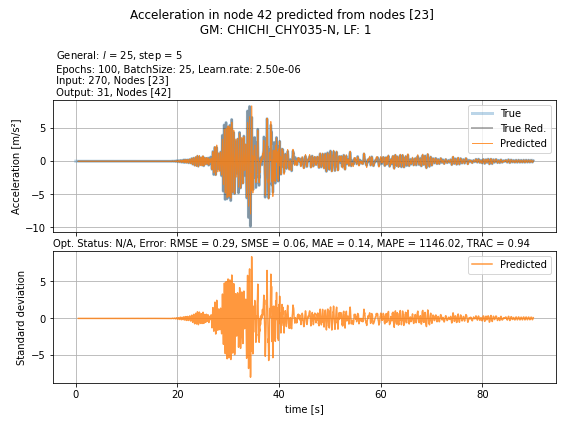 Acceleration in node 42 predicted from nodes [23]
GM: CHICHI_CHY035-N, LF: 1
General: l = 25, step = 5
Epochs: 100, BatchSize: 25, Learn.rate: 2.50e-06
Input: 270, Nodes [23]
Output: 31, Nodes [42]
True
True Red.
Predicted
Acceleration [m/s²]
5
0
−5
−10
Opt. Status: N/A, Error: RMSE = 0.29, SMSE = 0.06, MAE = 0.14, MAPE = 1146.02, TRAC = 0.94
Predicted
Standard deviation
5
0
−5
0 20 40 60 80
time [s]